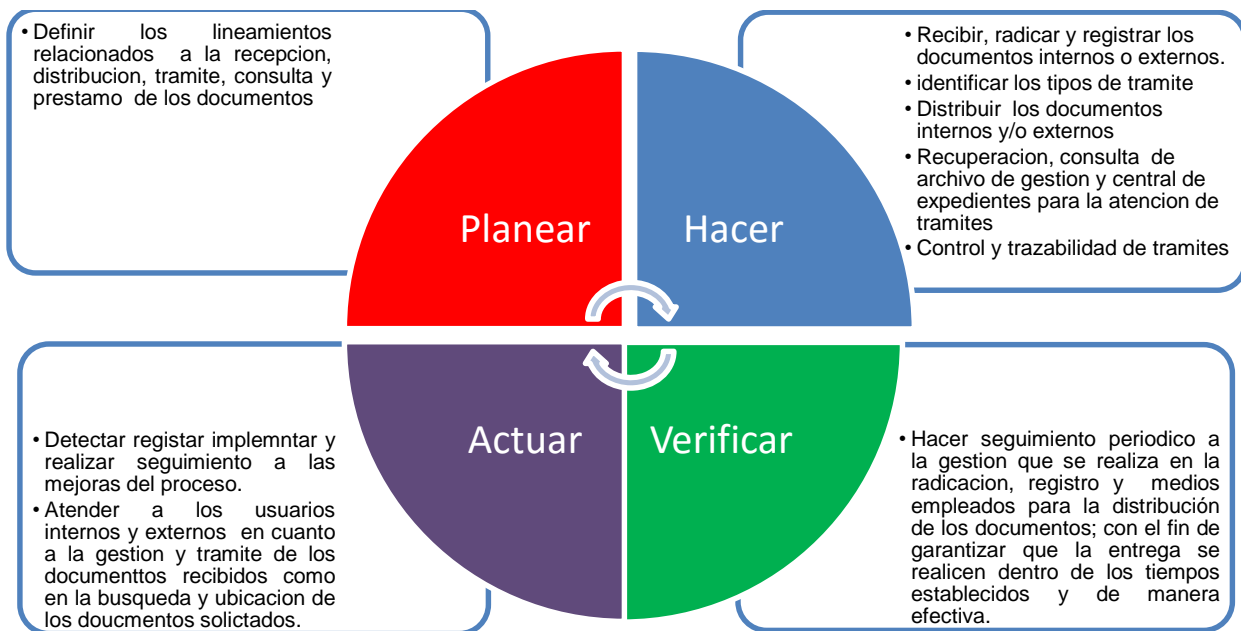 • Definir los lineamientos
relacionados a la recepcion,
distribucion, tramite, consulta y
prestamo de los documentos
• Recibir, radicar y registrar los
documentos internos o externos.
• identificar los tipos de tramite
• Distribuir los documentos
internos y/o externos
• Recuperacion, consulta de
archivo de gestion y central de
expedientes para la atencion de
tramites
• Control y trazabilidad de tramites
Planear
Hacer
Actuar
Verificar
• Detectar registar implemntar y
realizar seguimiento a las
mejoras del proceso.
• Atender a los usuarios
internos y externos en cuanto
a la gestion y tramite de los
documenttos recibidos como
en la busqueda y ubicacion de
los doucmentos solictados.
• Hacer seguimiento periodico a
la gestion que se realiza en la
radicacion, registro y medios
empleados para la distribución
de los documentos; con el fin de
garantizar que la entrega se
realicen dentro de los tiempos
establecidos y de manera
efectiva.